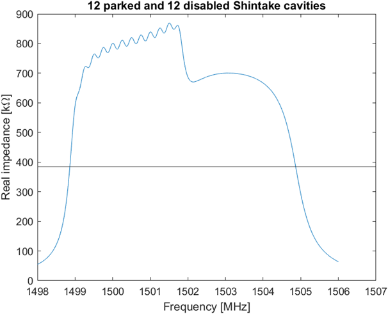 12 parked and 12 disabled Shintake cavities
900
800
700
600
500
400
300
200
100
0
Real impedance [kΩ]
1498 1499 1500 1501 1502 1503 1504 1505 1506 1507
Frequency [MHz]